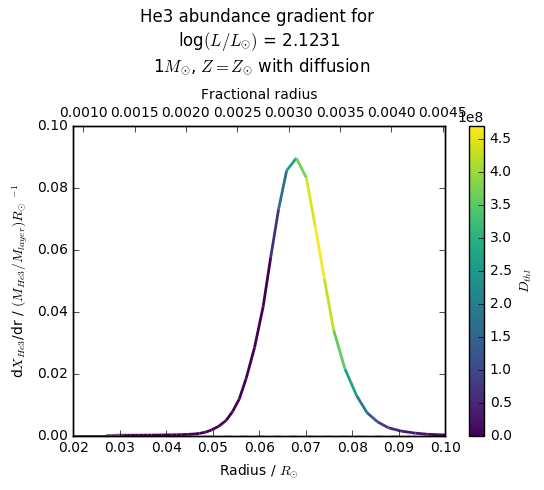 He3 abundance gradient for
log(L/L⊙) = 2.1231
1M⊙, Z = Z⊙ with diffusion
Fractional radius
0.0010 0.0015 0.0020 0.0025 0.0030 0.0035 0.0040 0.0045
1e8
0.10
0.08
0.06
0.04
0.02
0.00
dX_He3/dr / (M_He3/M_layer)R⊙⁻¹
4.5
4.0
3.5
3.0
2.5
2.0
1.5
1.0
0.5
0.0
D_thl
0.02 0.03 0.04 0.05 0.06 0.07 0.08 0.09 0.10
Radius / R⊙